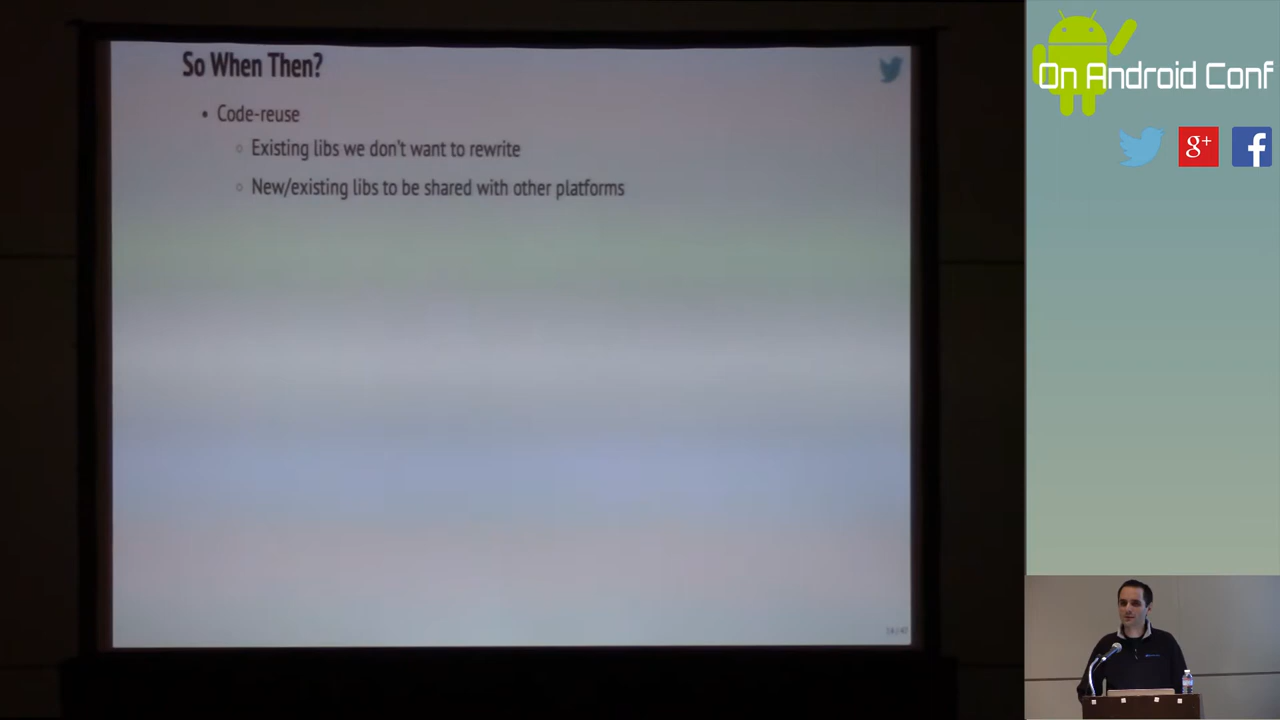 So When Then?
• Code-reuse
◦ Existing libs we don't want to rewrite
◦ New/existing libs to be shared with other platforms
On Android Conf
g+
f